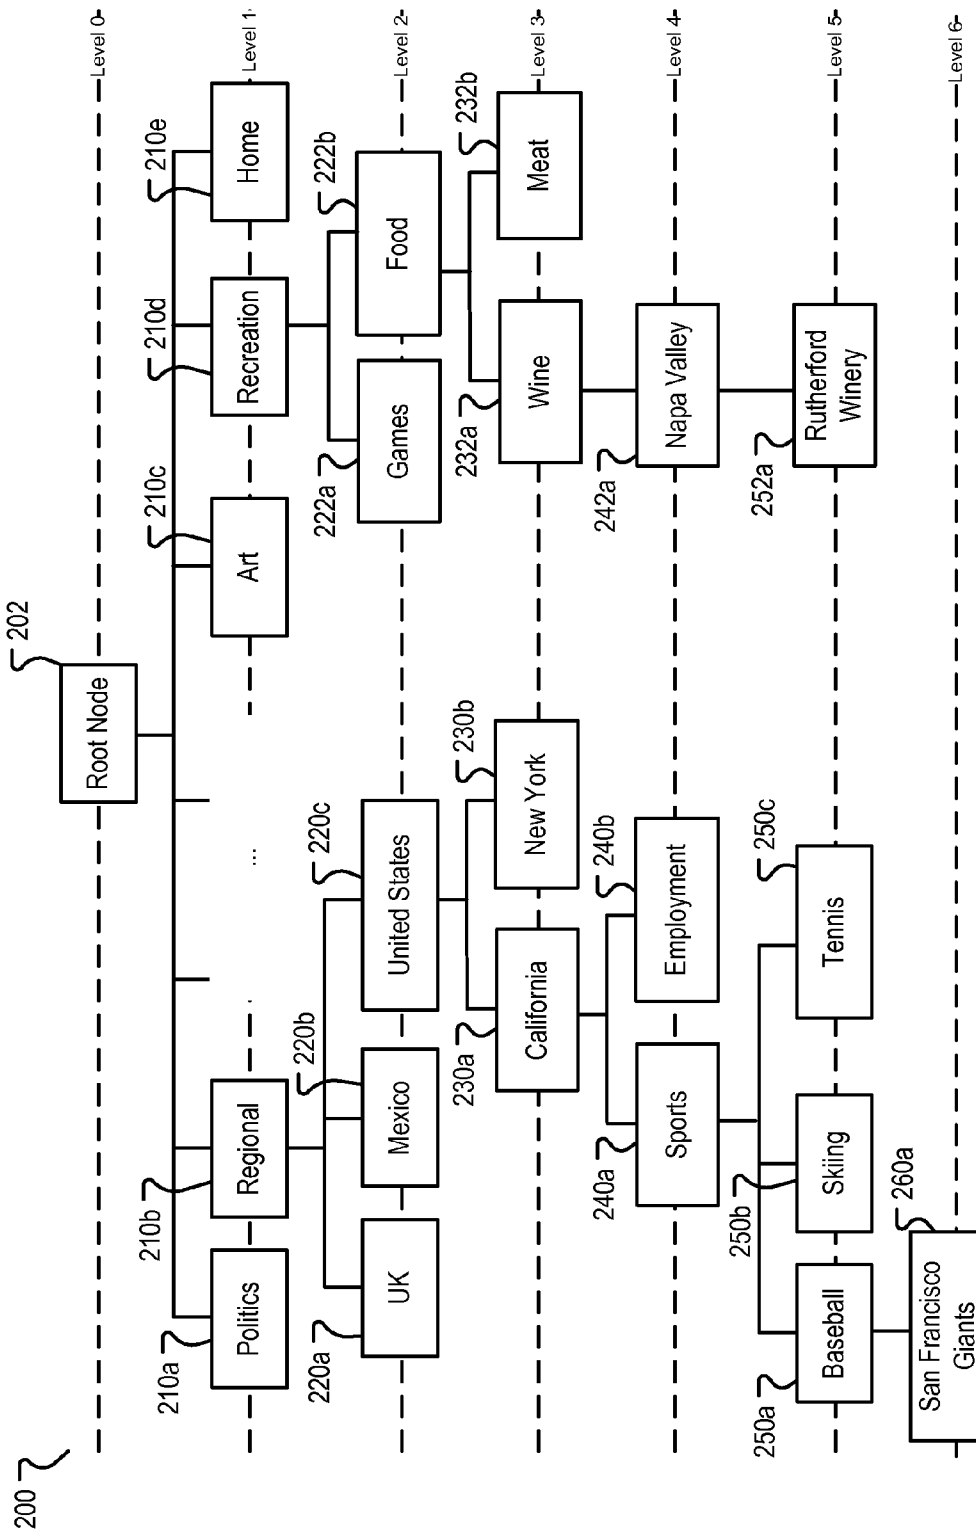 200
202
Root Node
Level 0
210a
210b
210c
210d
210e
Politics
Regional
...
Art
Recreation
Home
Level 1
220a
220b
220c
222a
222b
UK
Mexico
United States
Games
Food
Level 2
230a
230b
232a
232b
California
New York
Wine
Meat
Level 3
240a
240b
242a
Sports
Employment
Napa Valley
Level 4
250a
250b
250c
252a
Baseball
Skiing
Tennis
Rutherford
Winery
Level 5
260a
San Francisco
Giants
Level 6